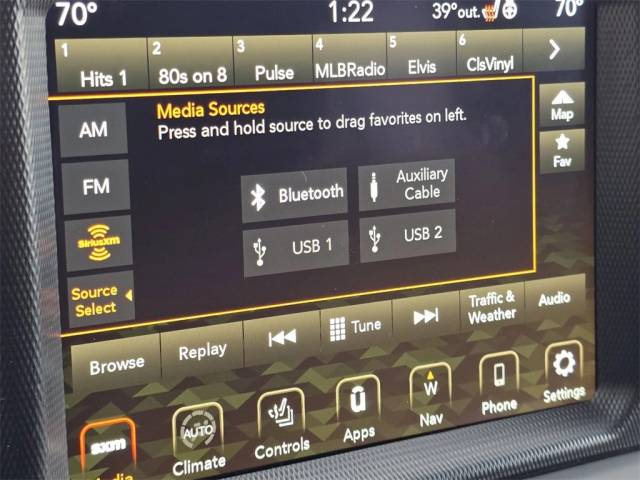 70° 1:22 39°out. 70°
1 2 3 4 5 6
Hits 1 80s on 8 Pulse MLBRadio Elvis ClsVinyl
Media Sources
Press and hold source to drag favorites on left.
Map
Fav
AM
FM
SiriusXM
Source
Select
Bluetooth
Auxiliary
Cable
USB 1
USB 2
Browse Replay Tune Traffic &
Weather
Audio
sxm
Media
AUTO
Climate
Controls
u
Apps
W
Nav
Phone
Settings